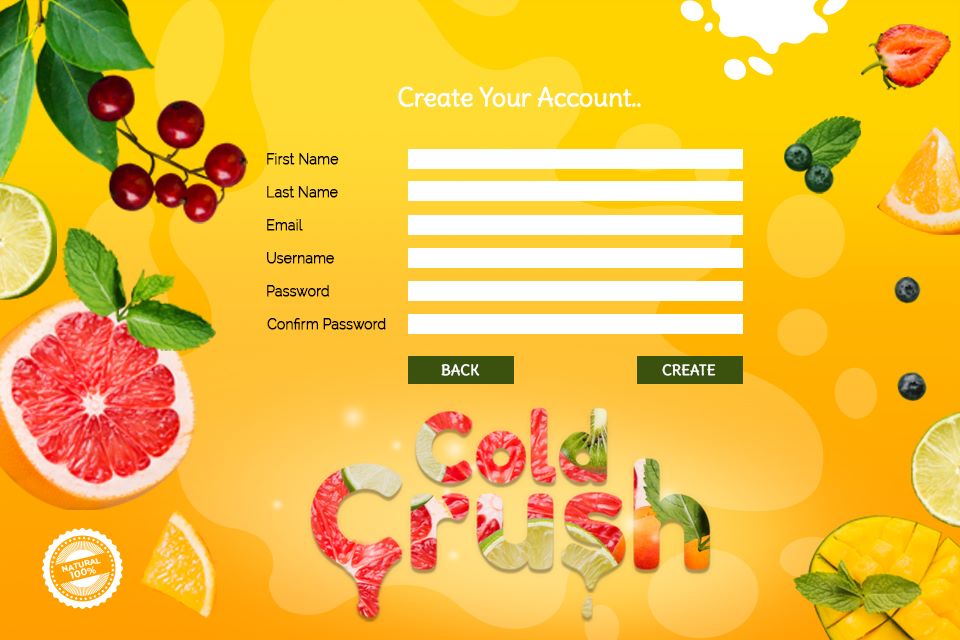 Create Your Account..
First Name
Last Name
Email
Username
Password
Confirm Password
BACK
CREATE
Cold
Crush
NATURAL
100%